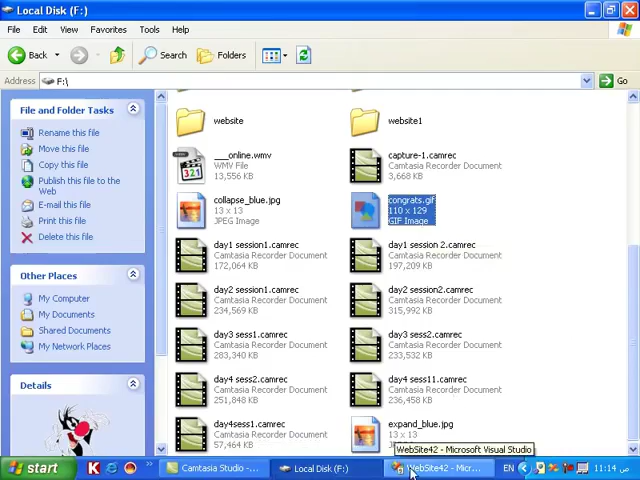 Local Disk (F:)
File Edit View Favorites Tools Help
Back Search Folders
Address F:\ Go
File and Folder Tasks
Rename this file
Move this file
Copy this file
Publish this file to the
Web
E-mail this file
Print this file
Delete this file
Other Places
My Computer
My Documents
Shared Documents
My Network Places
Details
website
website1
___online.wmv
WMV File
13,556 KB
capture-1.camrec
Camtasia Recorder Document
3,668 KB
collapse_blue.jpg
13 x 13
JPEG Image
congrats.gif
110 x 129
GIF Image
day1 session1.camrec
Camtasia Recorder Document
172,064 KB
day1 session 2.camrec
Camtasia Recorder Document
197,209 KB
day2 session1.camrec
Camtasia Recorder Document
234,569 KB
day2 session2.camrec
Camtasia Recorder Document
315,992 KB
day3 sess1.camrec
Camtasia Recorder Document
283,340 KB
day3 sess2.camrec
Camtasia Recorder Document
233,532 KB
day4 sess2.camrec
Camtasia Recorder Document
251,848 KB
day4 sess11.camrec
Camtasia Recorder Document
236,458 KB
day4sess1.camrec
Camtasia Recorder Document
57,464 KB
expand_blue.jpg
13 x 13
WebSite42 - Microsoft Visual Studio
start
Camtasia Studio -...
Local Disk (F:)
WebSite42 - Micr...
EN
11:14 ص